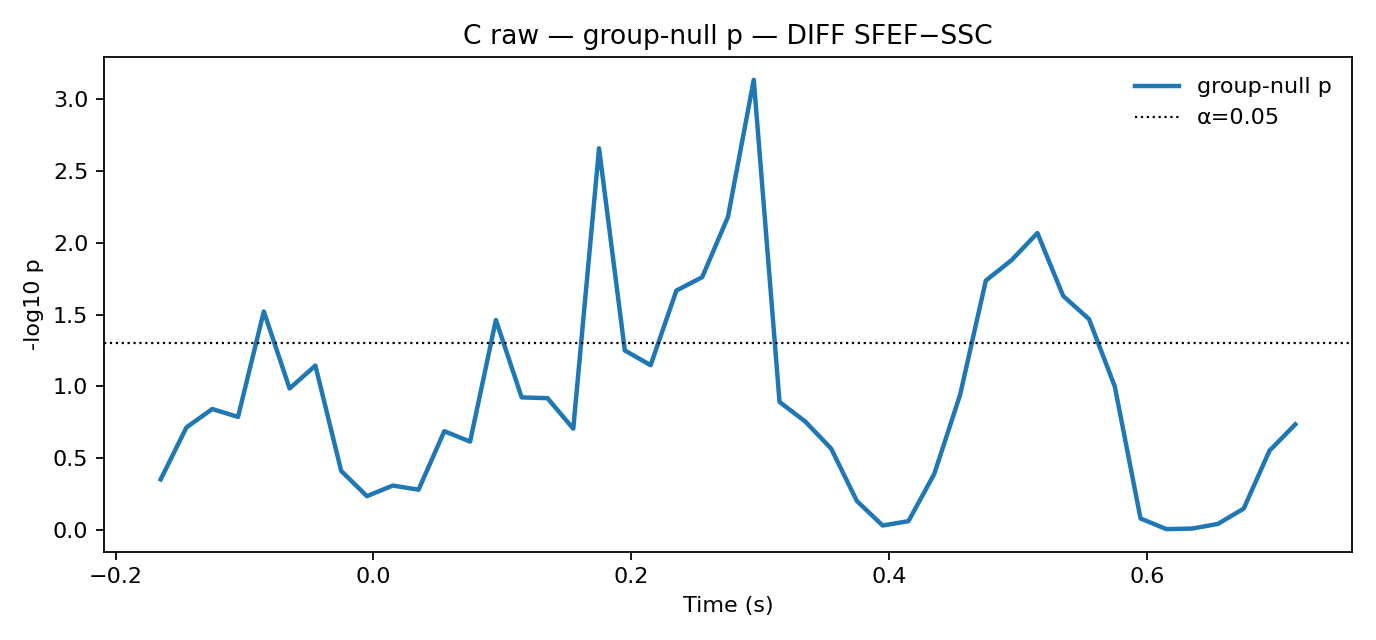 C raw — group-null p — DIFF SFEF−SSC
3.0
2.5
2.0
1.5
1.0
0.5
0.0
-log10 p
group-null p
α=0.05
−0.2
0.0
0.2
0.4
0.6
Time (s)